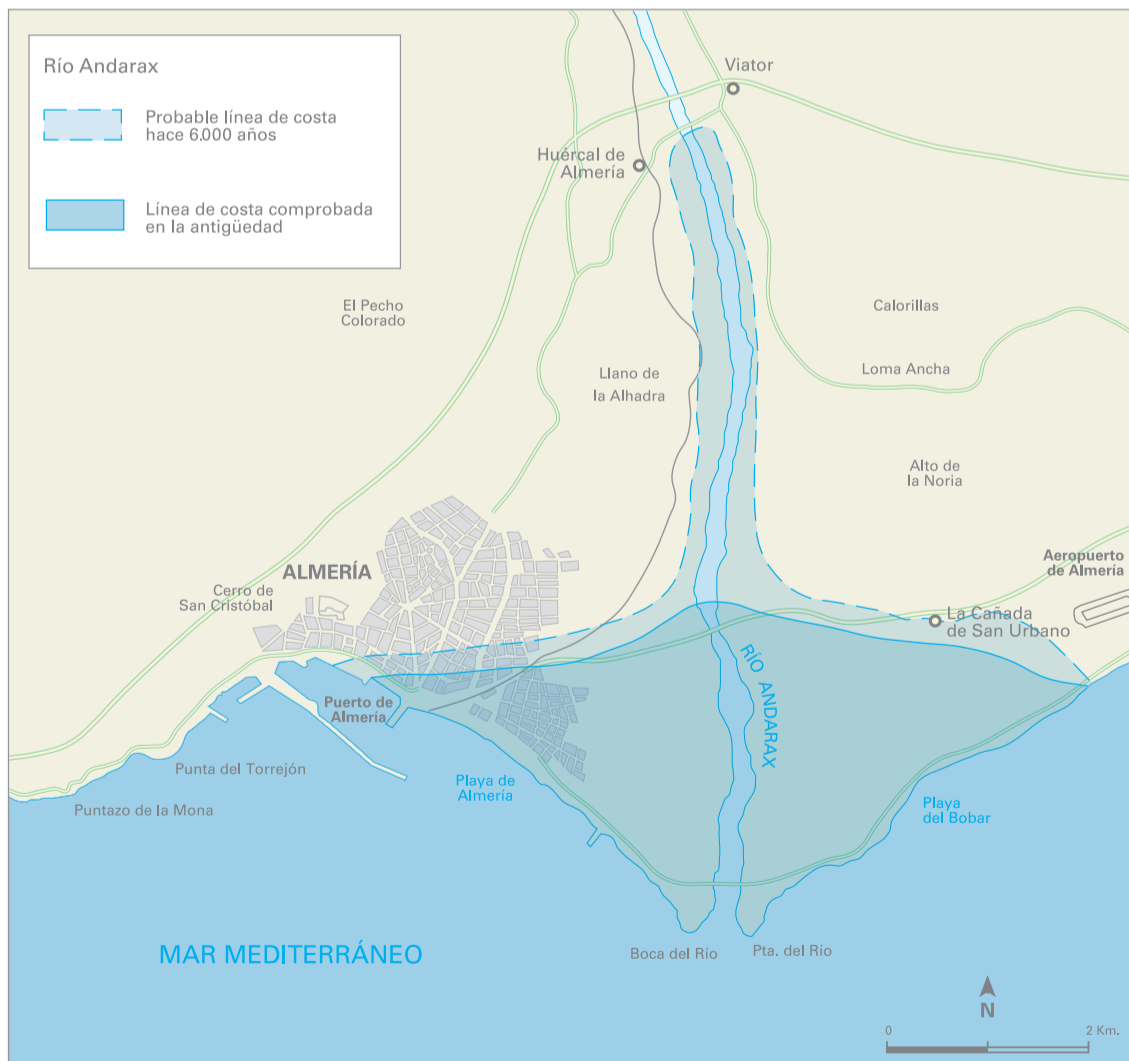 Río Andarax
Probable línea de costa
hace 6.000 años
Línea de costa comprobada
en la antigüedad
Viator
Huércal de
Almería
El Pecho
Colorado
Calorillas
Llano de
la Alhadra
Loma Ancha
Alto de
la Noria
ALMERÍA
Cerro de
San Cristóbal
Aeropuerto
de Almería
La Cañada
de San Urbano
RÍO ANDARAX
Puerto de
Almería
Punta del Torrejón
Puntazo de la Mona
Playa de
Almería
Playa
del Bobar
MAR MEDITERRÁNEO
Boca del Río
Pta. del Río
N
0
2 Km.